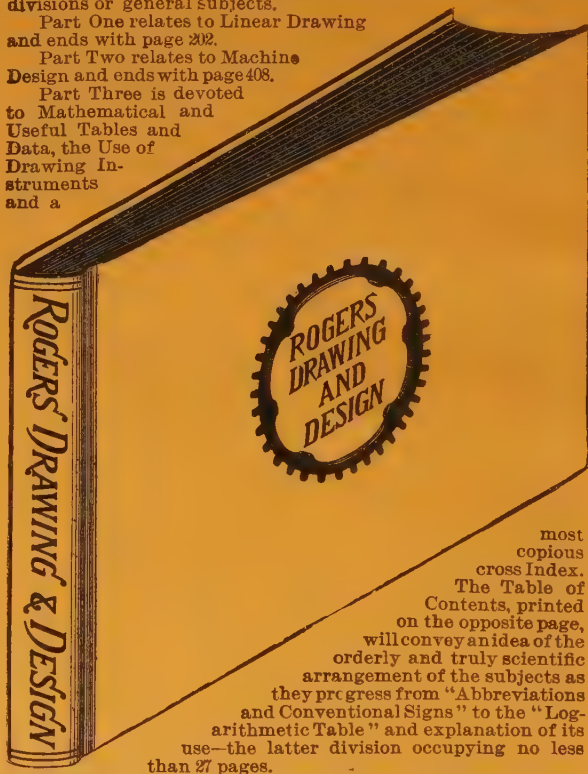 divisions or general subjects.
Part One relates to Linear Drawing
and ends with page 202.
Part Two relates to Machine
Design and ends with page 408.
Part Three is devoted
to Mathematical and
Useful Tables and
Data, the Use of
Drawing In-
struments
and a
ROGERS DRAWING & DESIGN
ROGERS
DRAWING
AND
DESIGN
most
copious
cross Index.
The Table of
Contents, printed
on the opposite page,
will convey an idea of the
orderly and truly scientific
arrangement of the subjects as
they progress from “Abbreviations
and Conventional Signs” to the “Log-
arithmetic Table” and explanation of its
use—the latter division occupying no less
than 27 pages.